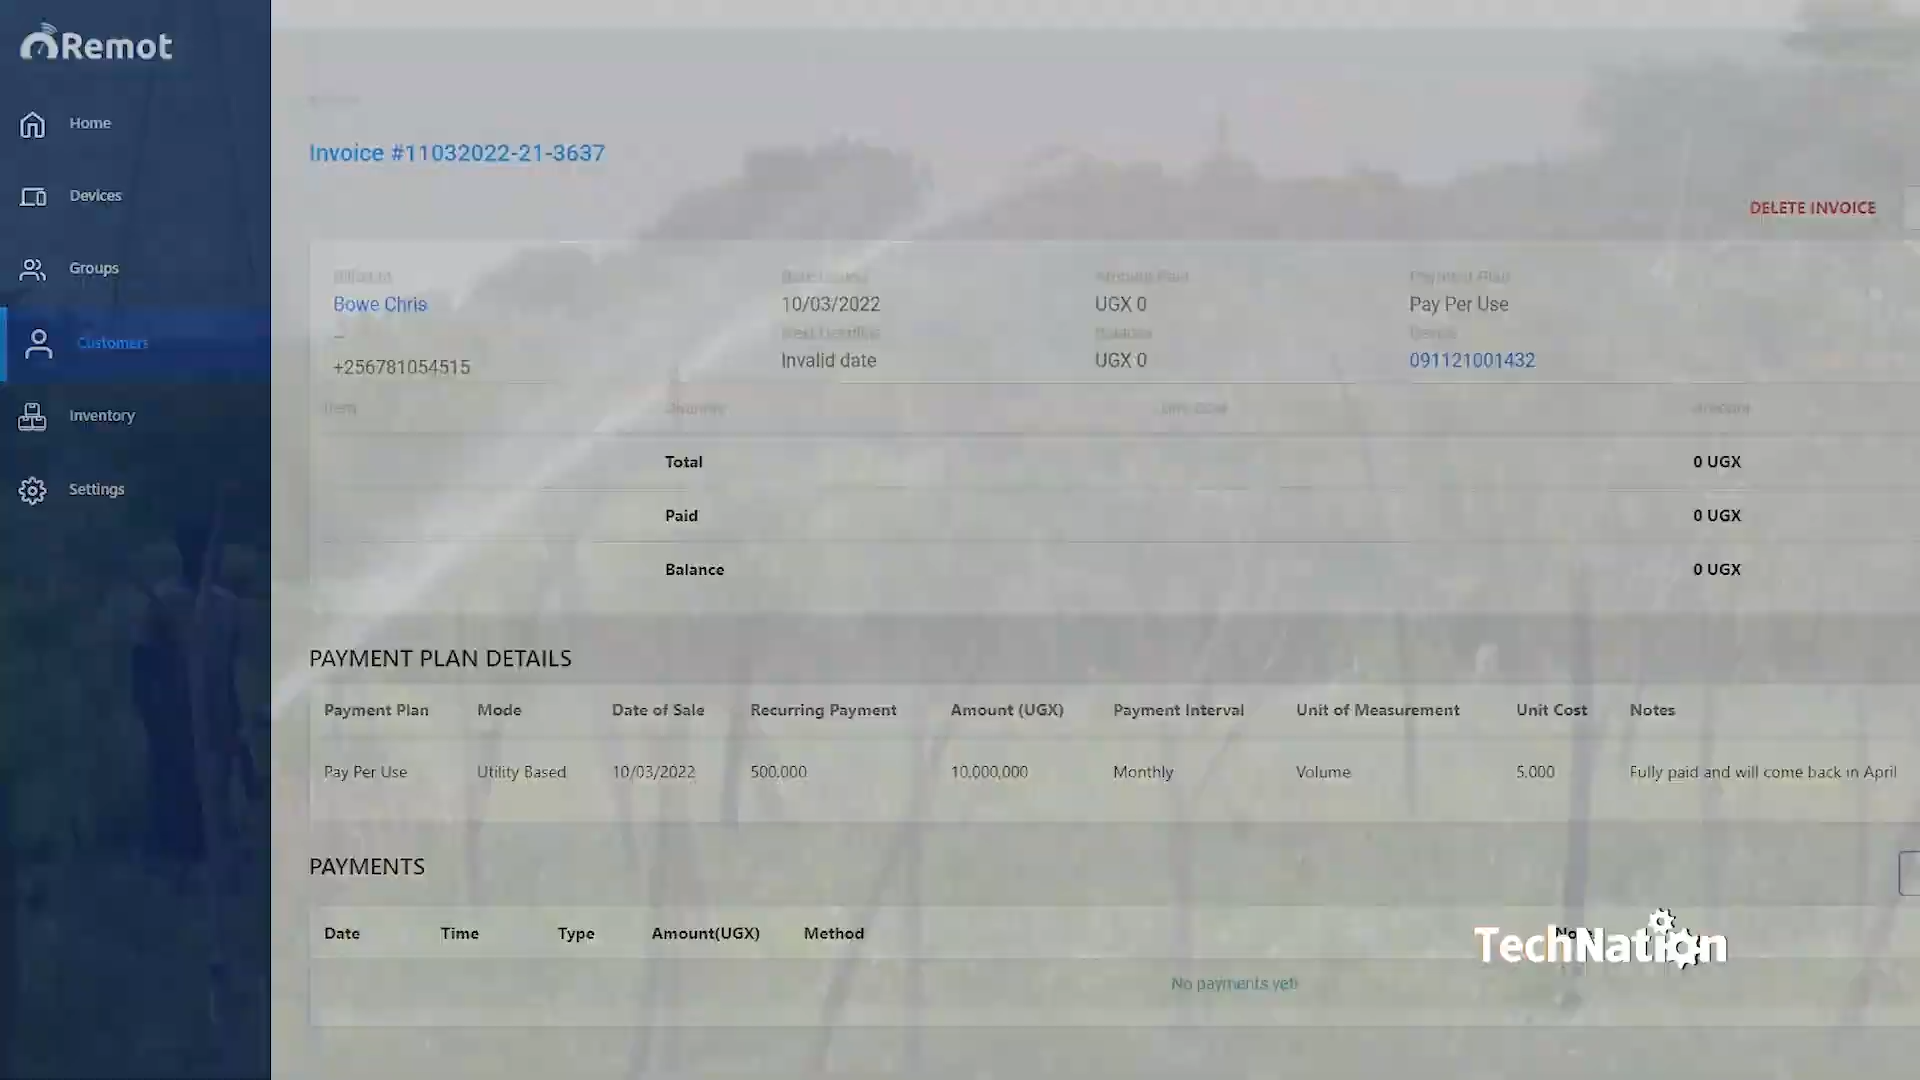 Remot
Home
Devices
Groups
Customers
Inventory
Settings
Invoice #11032022-21-3637
DELETE INVOICE
Bowe Chris 10/03/2022 UGX 0 Pay Per Use
Invalid date UGX 0 091121001432
+256781054515
Item Quantity Unit Cost Amount
Total 0 UGX
Paid 0 UGX
Balance 0 UGX
PAYMENT PLAN DETAILS
Payment Plan Mode Date of Sale Recurring Payment Amount (UGX) Payment Interval Unit of Measurement Unit Cost Notes
Pay Per Use Utility Based 10/03/2022 500,000 10,000,000 Monthly Volume 5,000 Fully paid and will come back in April
PAYMENTS
Date Time Type Amount(UGX) Method
TechNation
No payments yet!